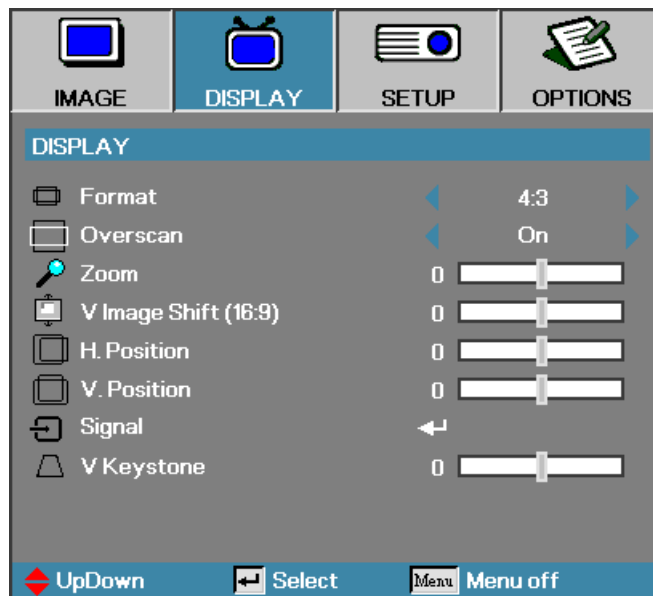 IMAGE DISPLAY SETUP OPTIONS
DISPLAY
Format 4:3
Overscan On
Zoom 0
V Image Shift (16:9) 0
H. Position 0
V. Position 0
Signal
V Keystone 0
UpDown Select Menu Menu off